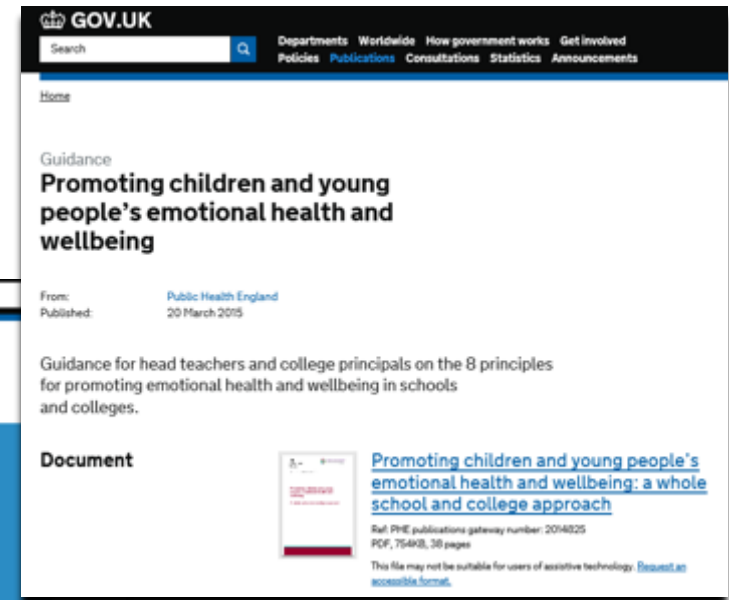 GOV.UK
Search
Departments Worldwide How government works Get involved
Policies Publications Consultations Statistics Announcements
Home
Guidance
Promoting children and young
people's emotional health and
wellbeing
From: Public Health England
Published: 20 March 2015
Guidance for head teachers and college principals on the 8 principles
for promoting emotional health and wellbeing in schools
and colleges.
Document
Promoting children and young people's
emotional health and wellbeing: a whole
school and college approach
Ref: PHE publications gateway number: 2014825
PDF, 754KB, 38 pages
This file may not be suitable for users of assistive technology. Request an
accessible format.